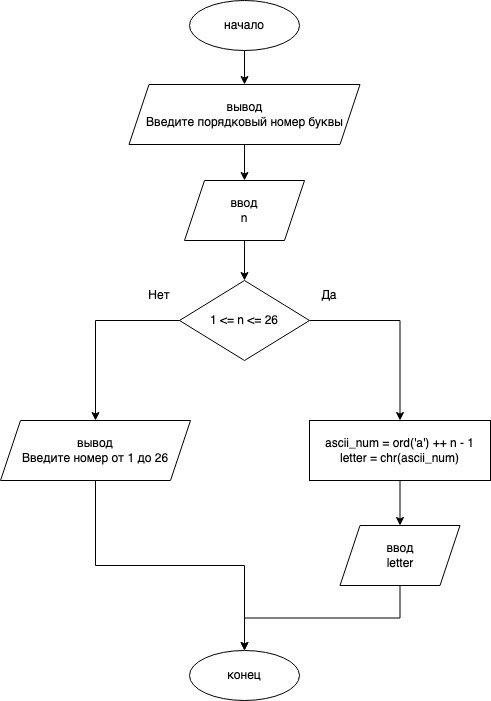 начало
вывод
Введите порядковый номер буквы
ввод
n
Нет
Да
1 <= n <= 26
вывод
Введите номер от 1 до 26
ascii_num = ord('a') ++ n - 1
letter = chr(ascii_num)
ввод
letter
конец